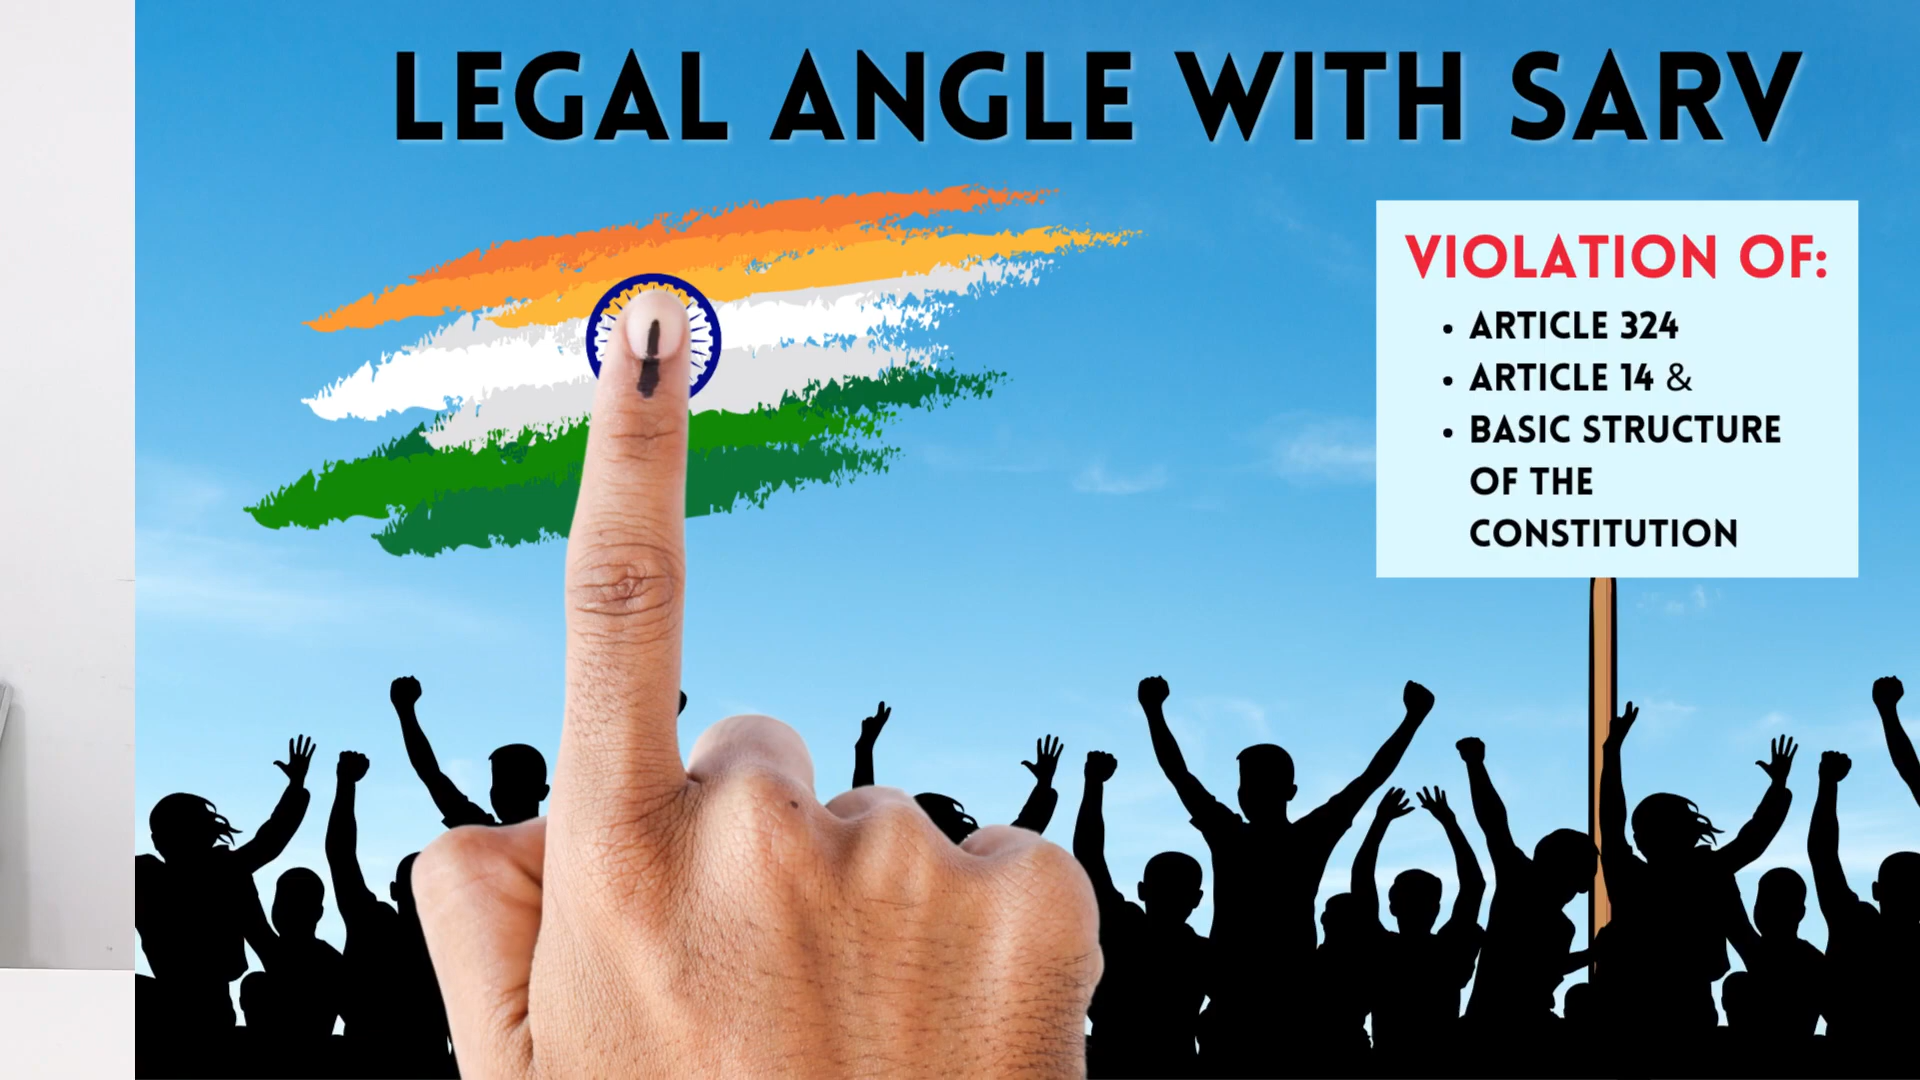 LEGAL ANGLE WITH SARV
VIOLATION OF:
• ARTICLE 324
• ARTICLE 14 &
• BASIC STRUCTURE
OF THE
CONSTITUTION